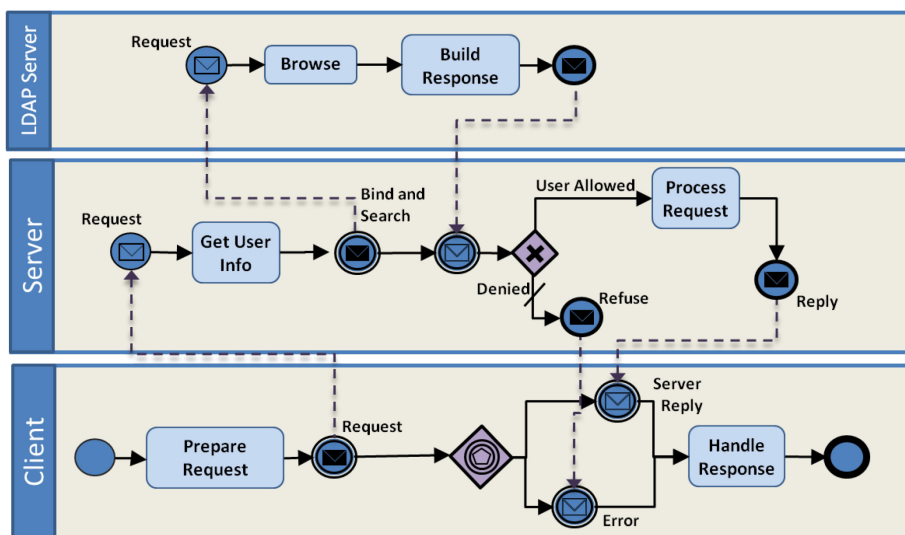 LDAP Server
Request
Browse
Build
Response
Server
Request
Get User
Info
Bind and
Search
User Allowed
Process
Request
Denied
Refuse
Reply
Client
Prepare
Request
Request
Server
Reply
Error
Handle
Response